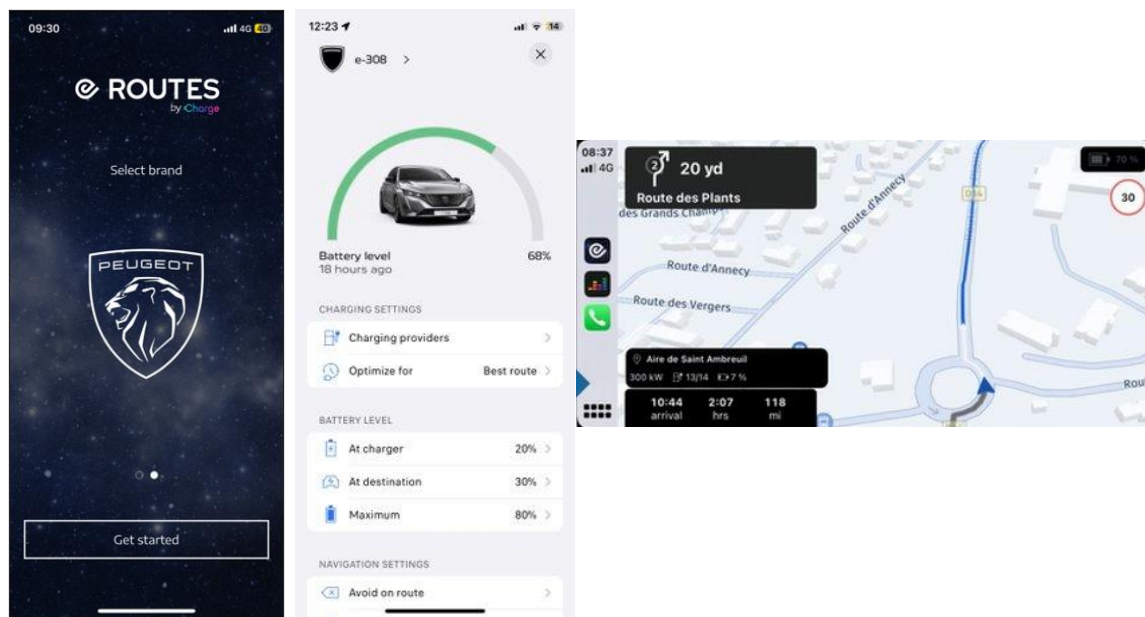 09:30
4G 40
ROUTES
by Charge
Select brand
PEUGEOT
Get started
12:23
14
e-308 >
Battery level 68%
18 hours ago
CHARGING SETTINGS
Charging providers >
Optimize for Best route >
BATTERY LEVEL
At charger 20% >
At destination 30% >
Maximum 80% >
NAVIGATION SETTINGS
Avoid on route >
08:37
4G
2 20 yd
Route des Plants
70 %
30
des Grands Champs
Route d'Annecy
Route d'Annecy
Route des Vergers
Rou
Aire de Saint Ambreuil
300 kW 13/14 7 %
10:44 2:07 118
arrival hrs mi